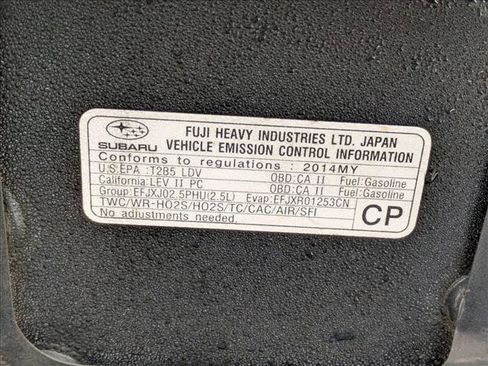 SUBARU
FUJI HEAVY INDUSTRIES LTD. JAPAN
VEHICLE EMISSION CONTROL INFORMATION
Conforms to regulations : 2014MY
U.S.EPA :T2B5 LDV OBD:CA II Fuel:Gasoline
California:LEV II PC OBD:CA II Fuel:Gasoline
Group:EFJXJ02.5PHU(2.5L) Evap:EFJXR01253CN
TWC/WR-HO2S/HO2S/TC/CAC/AIR/SFI
No adjustments needed.
CP